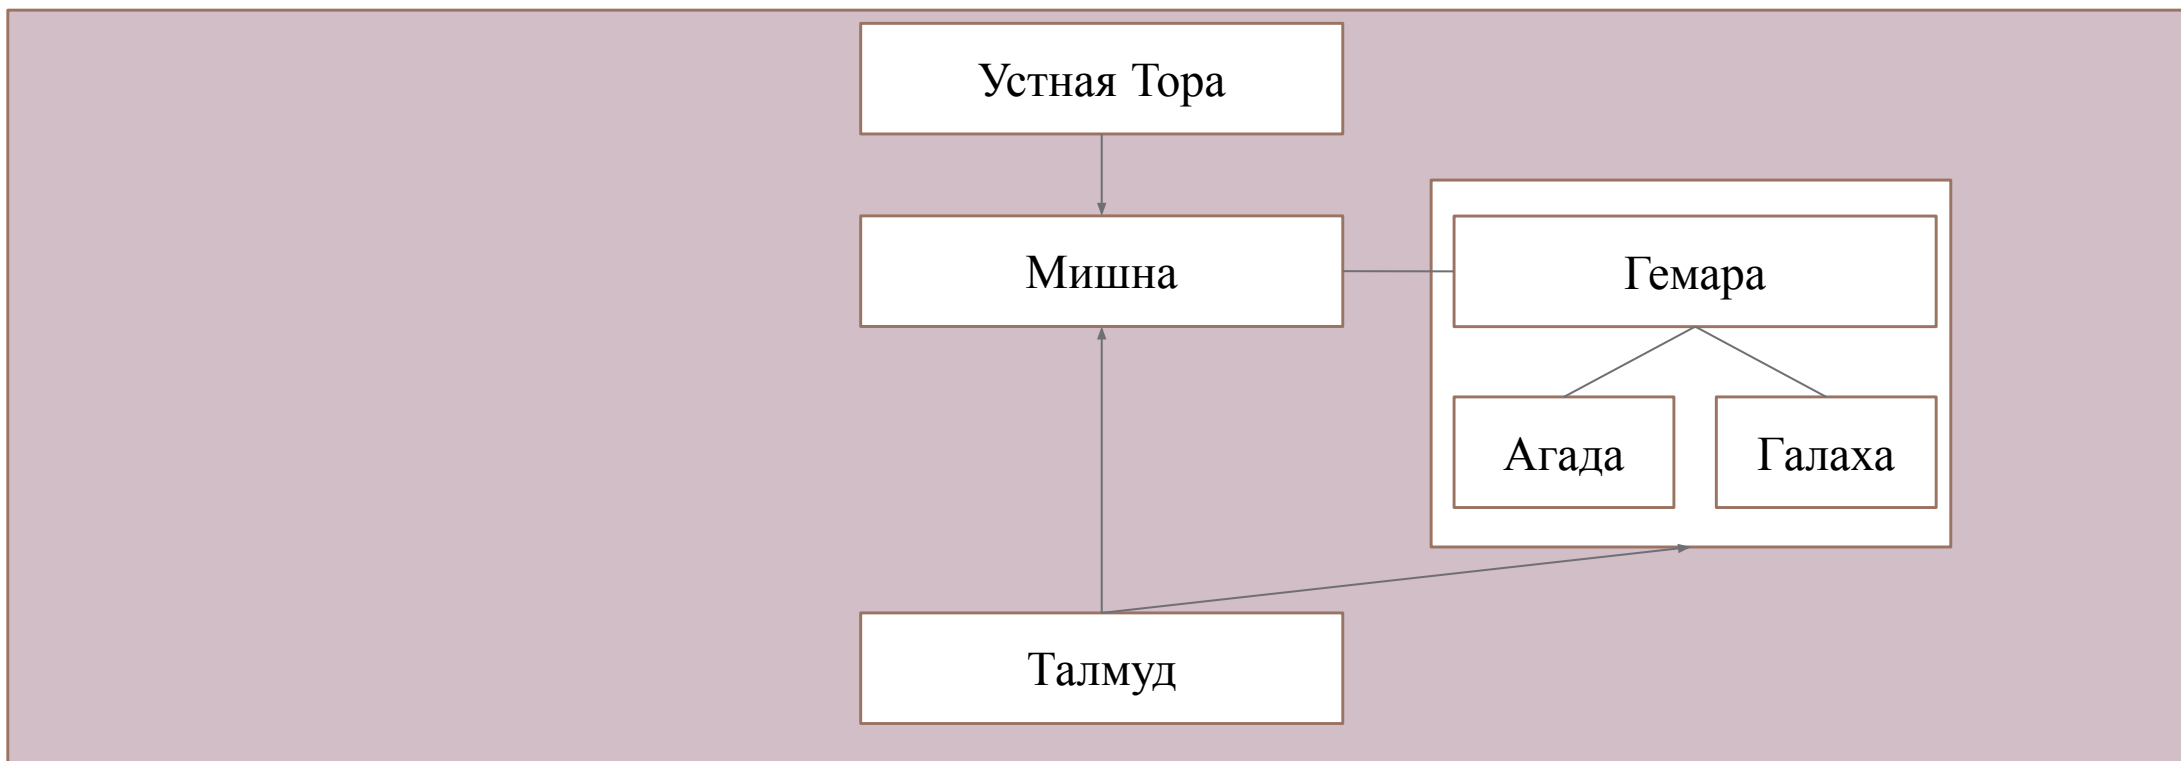 Устная Тора
Мишна
Гемара
Агада
Галаха
Талмуд